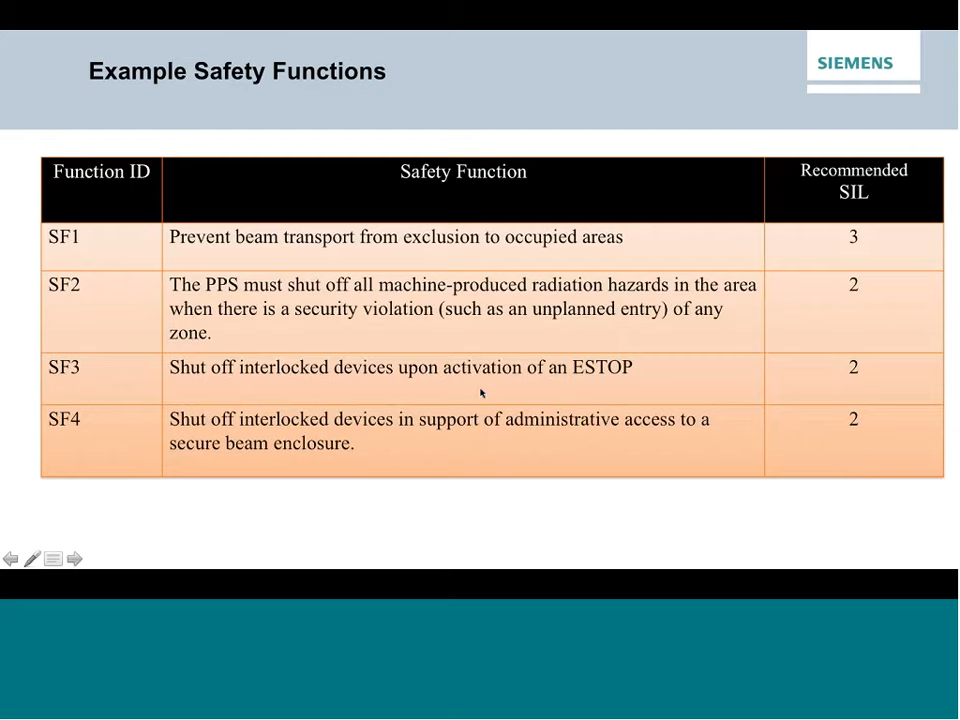 Example Safety Functions
SIEMENS
Function ID
Safety Function
Recommended
SIL
SF1
Prevent beam transport from exclusion to occupied areas
3
SF2
The PPS must shut off all machine-produced radiation hazards in the area
when there is a security violation (such as an unplanned entry) of any
zone.
2
SF3
Shut off interlocked devices upon activation of an ESTOP
2
SF4
Shut off interlocked devices in support of administrative access to a
secure beam enclosure.
2